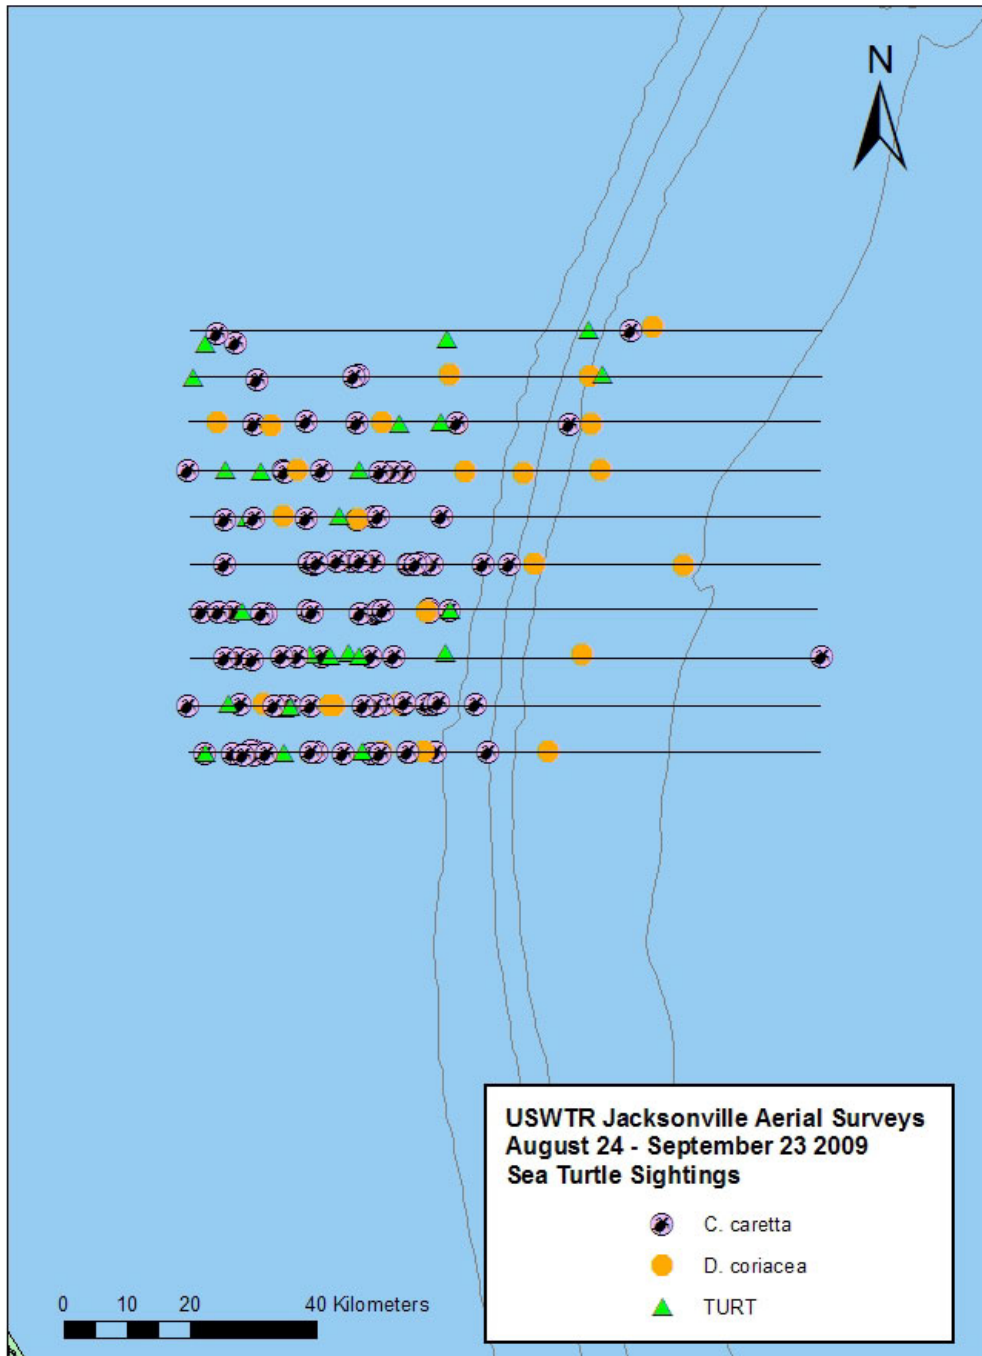 N
USWTR Jacksonville Aerial Surveys
August 24 - September 23 2009
Sea Turtle Sightings
C. caretta
D. coriacea
TURT
0 10 20 40 Kilometers